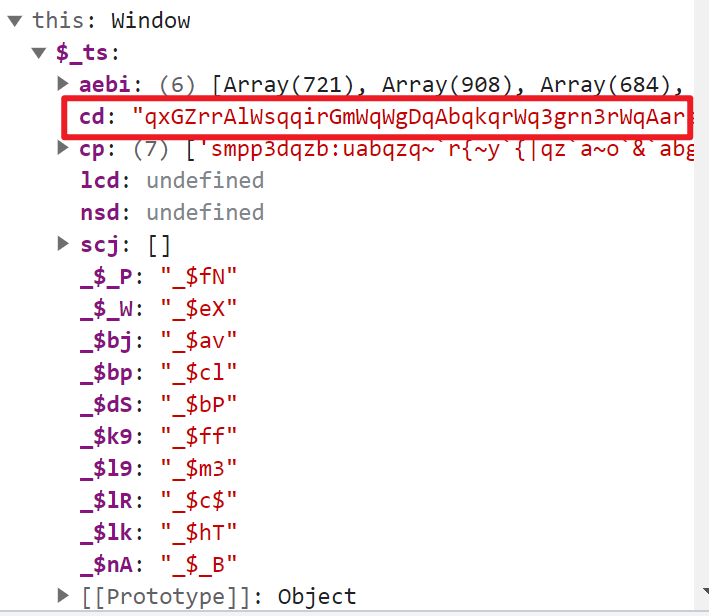 this: Window
$_ts:
aebi: (6) [Array(721), Array(908), Array(684),
cd: "qxGZrrAlWsqqirGmWqWgDqAbqkqrWq3grn3rWqAar
cp: (7) ['smpp3dqzb:uabqzq~`r{~y`{|qz`a~o`&`abg
lcd: undefined
nsd: undefined
scj: []
_$_P: "_$fN"
_$_W: "_$eX"
_$bj: "_$av"
_$bp: "_$cl"
_$dS: "_$bP"
_$k9: "_$ff"
_$l9: "_$m3"
_$lR: "_$c$"
_$lk: "_$hT"
_$nA: "_$_B"
[[Prototype]]: Object